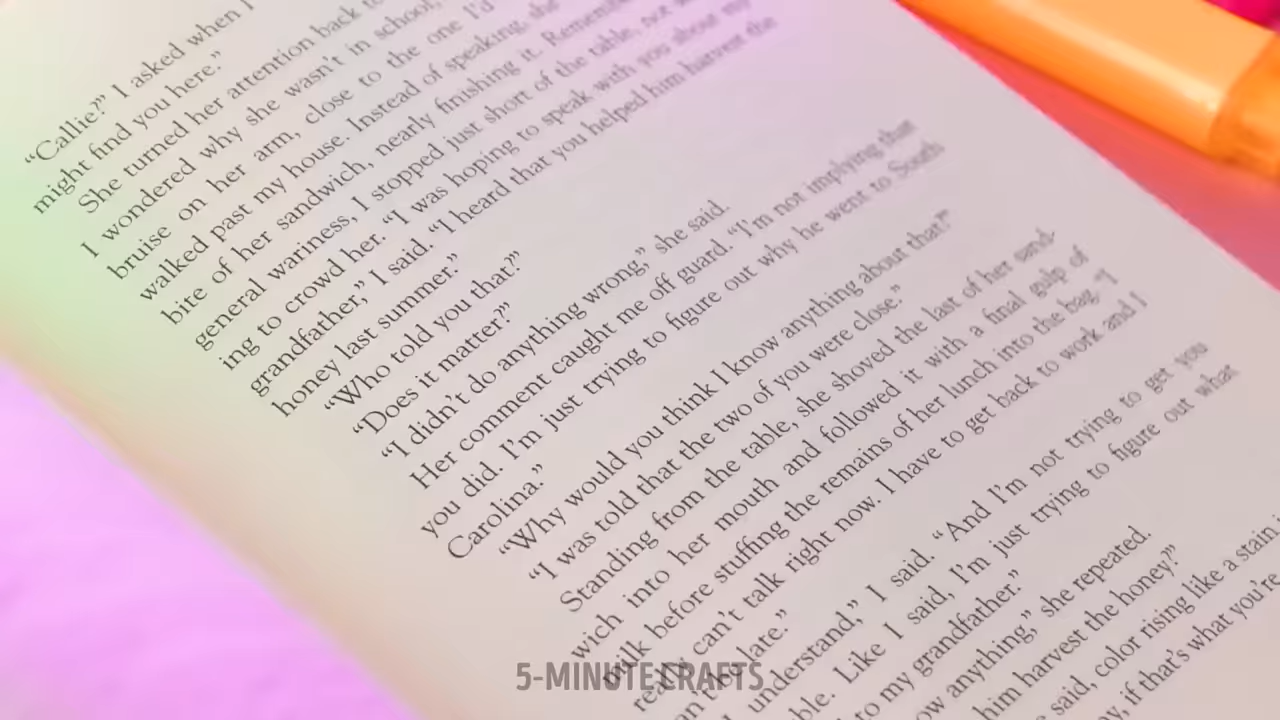 “Callie?” I asked when I
might find you here.”
She turned her attention back to
I wondered why she wasn't in school,
bruise on her arm, close to the one I'd
walked past my house. Instead of speaking, she
bite of her sandwich, nearly finishing it.
general wariness, I stopped just short of the table, not
ing to crowd her. “I was hoping to speak with you about my
grandfather,” I said. “I heard that you helped him harvest the
honey last summer.”
“Who told you that?”
“Does it matter?”
“I didn't do anything wrong,” she said.
Her comment caught me off guard. “I'm not implying that
you did. I'm just trying to figure out why he went to South
Carolina.”
“Why would you think I know anything about that?”
“I was told that the two of you were close.”
Standing from the table, she shoved the last of her sand-
wich into her mouth and followed it with a final gulp of
milk before stuffing the remains of her lunch into the bag. “I
really can't talk right now. I have to get back to work and I
late.”
understand,” I said. “And I'm not trying to get you
ble. Like I said, I'm just trying to figure out what
to my grandfather.”
ow anything,” she repeated.
him harvest the honey?”
said, color rising like a stain
if that's what you're
5-MINUTE CRAFTS